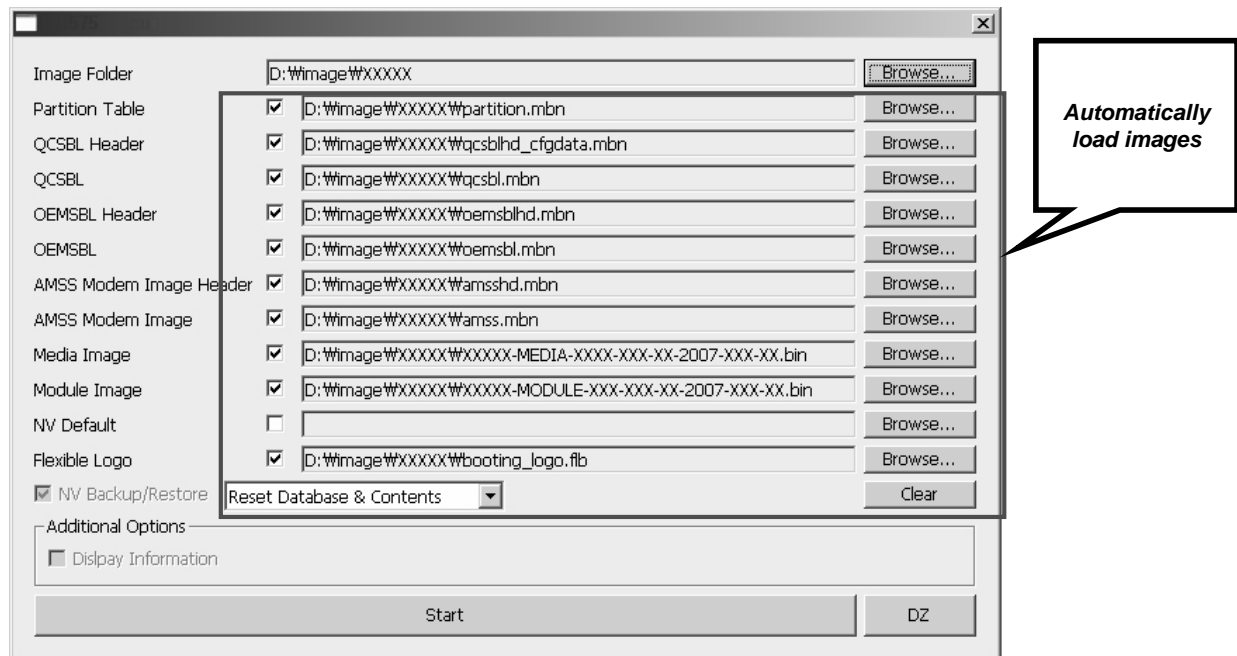 Image Folder D:₩image₩XXXXX Browse...
Partition Table D:₩image₩XXXXX₩partition.mbn Browse...
QCSBL Header D:₩image₩XXXXX₩qcsblhd_cfgdata.mbn Browse...
QCSBL D:₩image₩XXXXX₩qcsbl.mbn Browse...
OEMSBL Header D:₩image₩XXXXX₩oemsblhd.mbn Browse...
OEMSBL D:₩image₩XXXXX₩oemsbl.mbn Browse...
AMSS Modem Image Header D:₩image₩XXXXX₩amsshd.mbn Browse...
AMSS Modem Image D:₩image₩XXXXX₩amss.mbn Browse...
Media Image D:₩image₩XXXXX₩XXXXX-MEDIA-XXXX-XXX-XX-2007-XXX-XX.bin Browse...
Module Image D:₩image₩XXXXX₩XXXXX-MODULE-XXX-XXX-XX-2007-XXX-XX.bin Browse...
NV Default Browse...
Flexible Logo D:₩image₩XXXXX₩booting_logo.flb Browse...
NV Backup/Restore Reset Database & Contents Clear
Additional Options
Dislpay Information
Start DZ
Automatically
load images